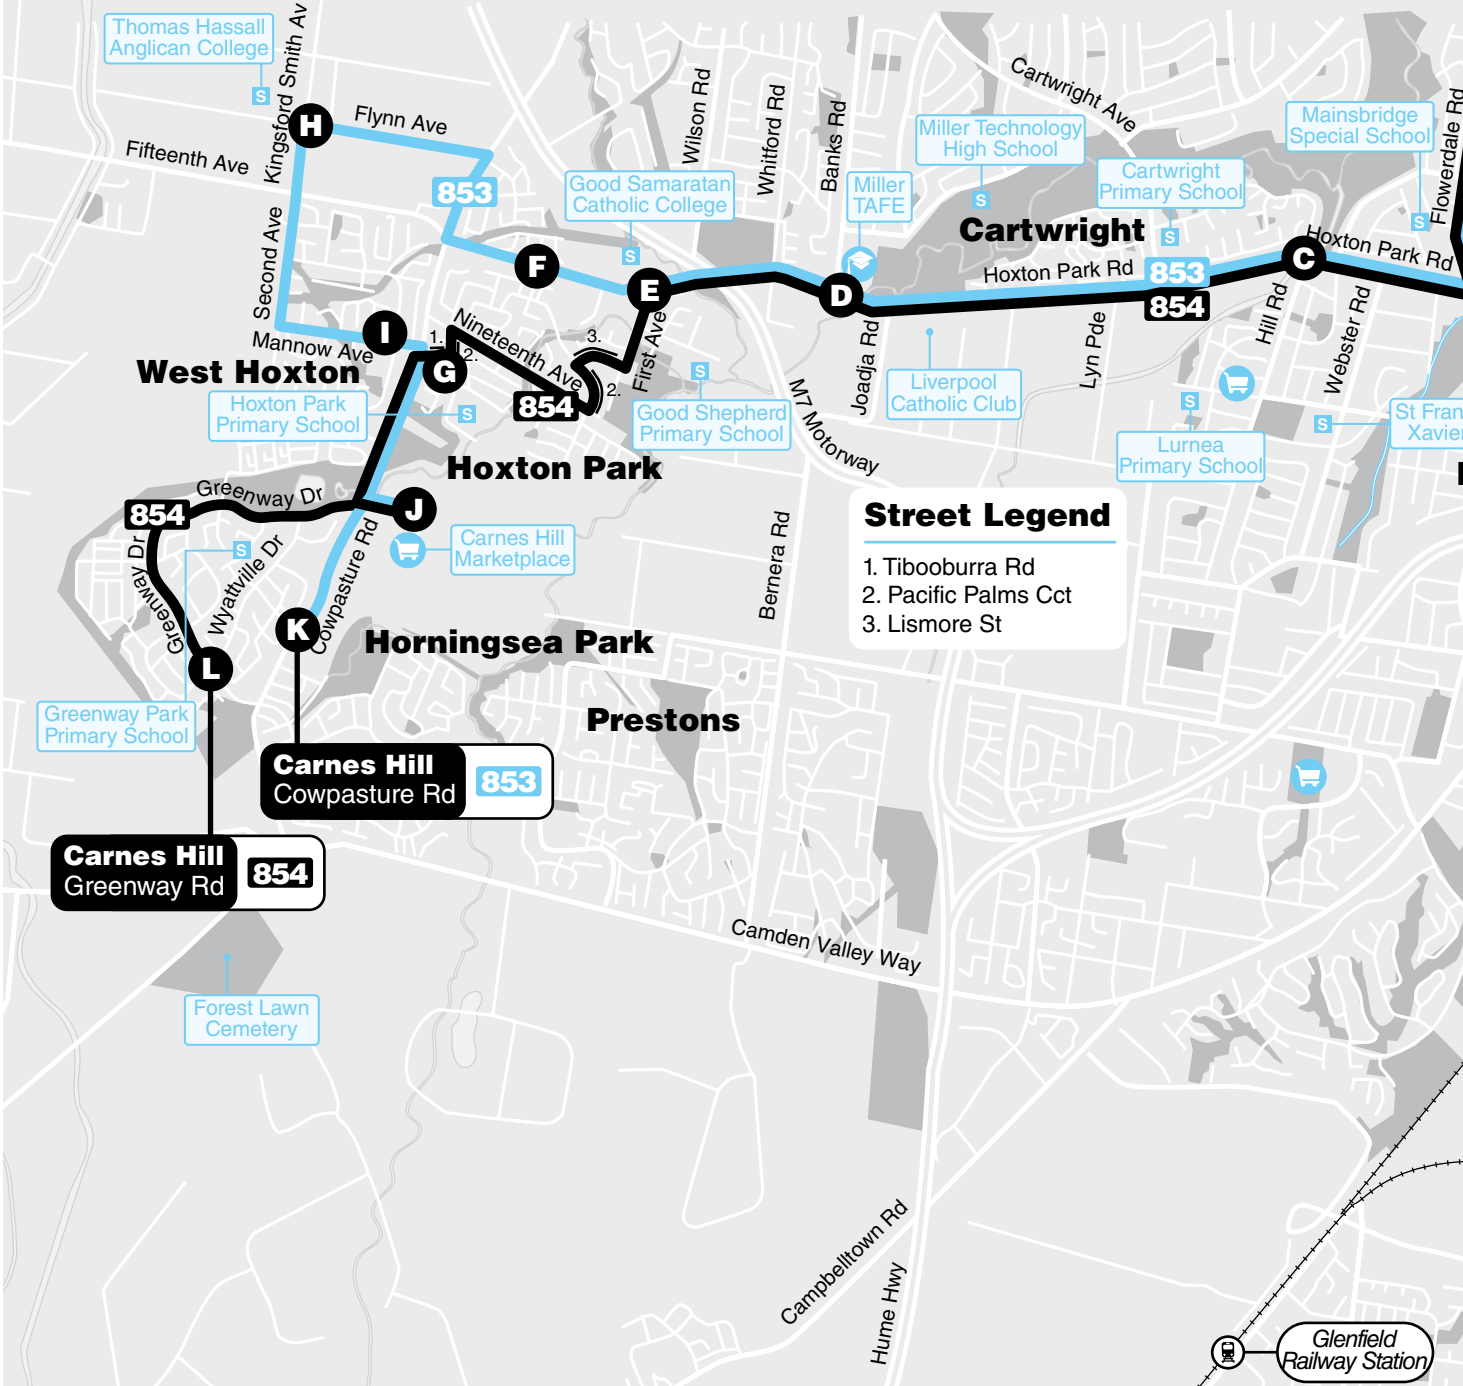 Thomas Hassall
Anglican College
S
Kingsford Smith Av
H
Flynn Ave
Fifteenth Ave
853
Second Ave
Good Samaratan
Catholic College
S
Wilson Rd
Whitford Rd
Banks Rd
Miller
TAFE
Cartwright Ave
Miller Technology
High School
S
Cartwright
Primary School
S
Mainsbridge
Special School
S
Flowerdale Rd
Cartwright
Hoxton Park Rd
853
854
C
Hoxton Park Rd
F
E
D
I
Mannow Ave
1.
2.
G
Nineteenth Ave
3.
2.
854
First Ave
West Hoxton
Hoxton Park
Primary School
S
S
Good Shepherd
Primary School
M7 Motorway
Joadja Rd
Liverpool
Catholic Club
Lyn Pde
Hill Rd
Webster Rd
S
Lurnea
Primary School
S
St Fran
Xavier
Hoxton Park
Greenway Dr
854
J
Carnes Hill
Marketplace
S
Greenway Dr
Wyattville Dr
Cowpasture Rd
K
L
Horningsea Park
Bernera Rd
Street Legend
1. Tibooburra Rd
2. Pacific Palms Cct
3. Lismore St
Greenway Park
Primary School
Prestons
Carnes Hill
Cowpasture Rd
853
Carnes Hill
Greenway Rd
854
Camden Valley Way
Forest Lawn
Cemetery
Campbelltown Rd
Hume Hwy
Glenfield
Railway Station